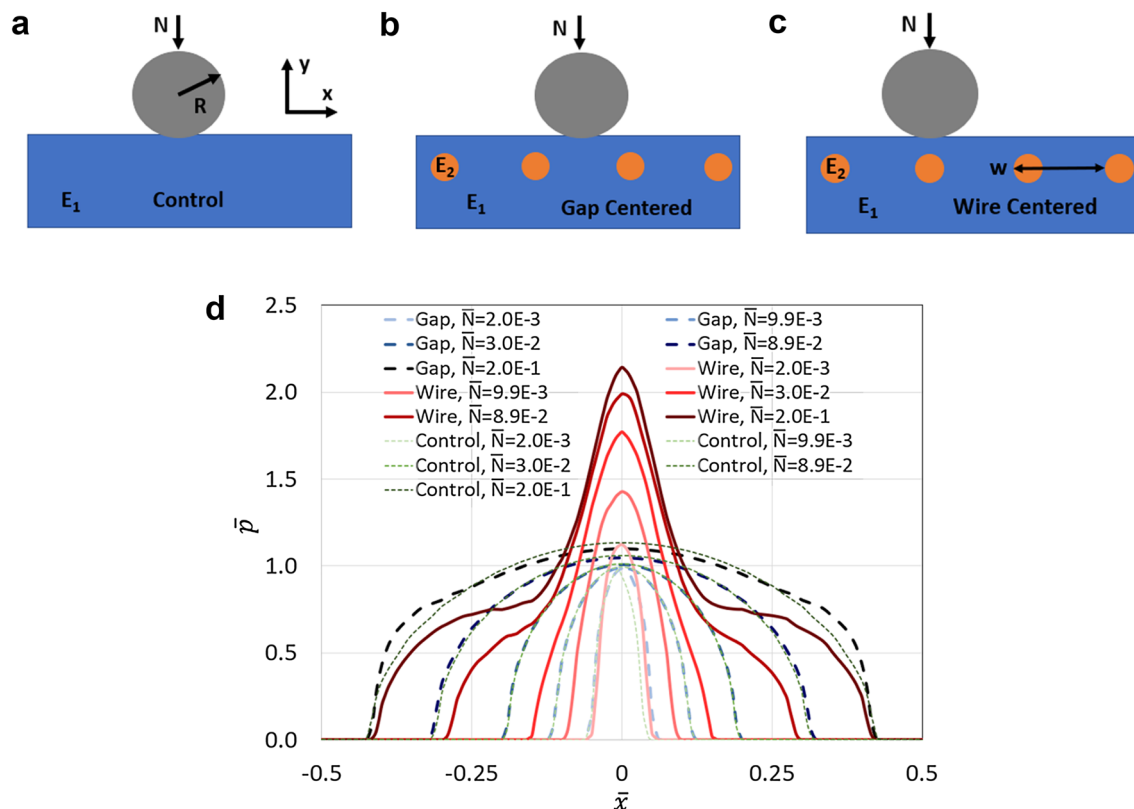 a
N
R
y
x
E1
Control
b
N
E2
E1
Gap Centered
c
N
E2
w
E1
Wire Centered
d
2.5
2.0
1.5
1.0
0.5
0.0
p̅
Gap, N̅=2.0E-3
Gap, N̅=9.9E-3
Gap, N̅=3.0E-2
Gap, N̅=8.9E-2
Gap, N̅=2.0E-1
Wire, N̅=2.0E-3
Wire, N̅=9.9E-3
Wire, N̅=3.0E-2
Wire, N̅=8.9E-2
Wire, N̅=2.0E-1
Control, N̅=2.0E-3
Control, N̅=9.9E-3
Control, N̅=3.0E-2
Control, N̅=8.9E-2
Control, N̅=2.0E-1
-0.5 -0.25 0 0.25 0.5
x̅